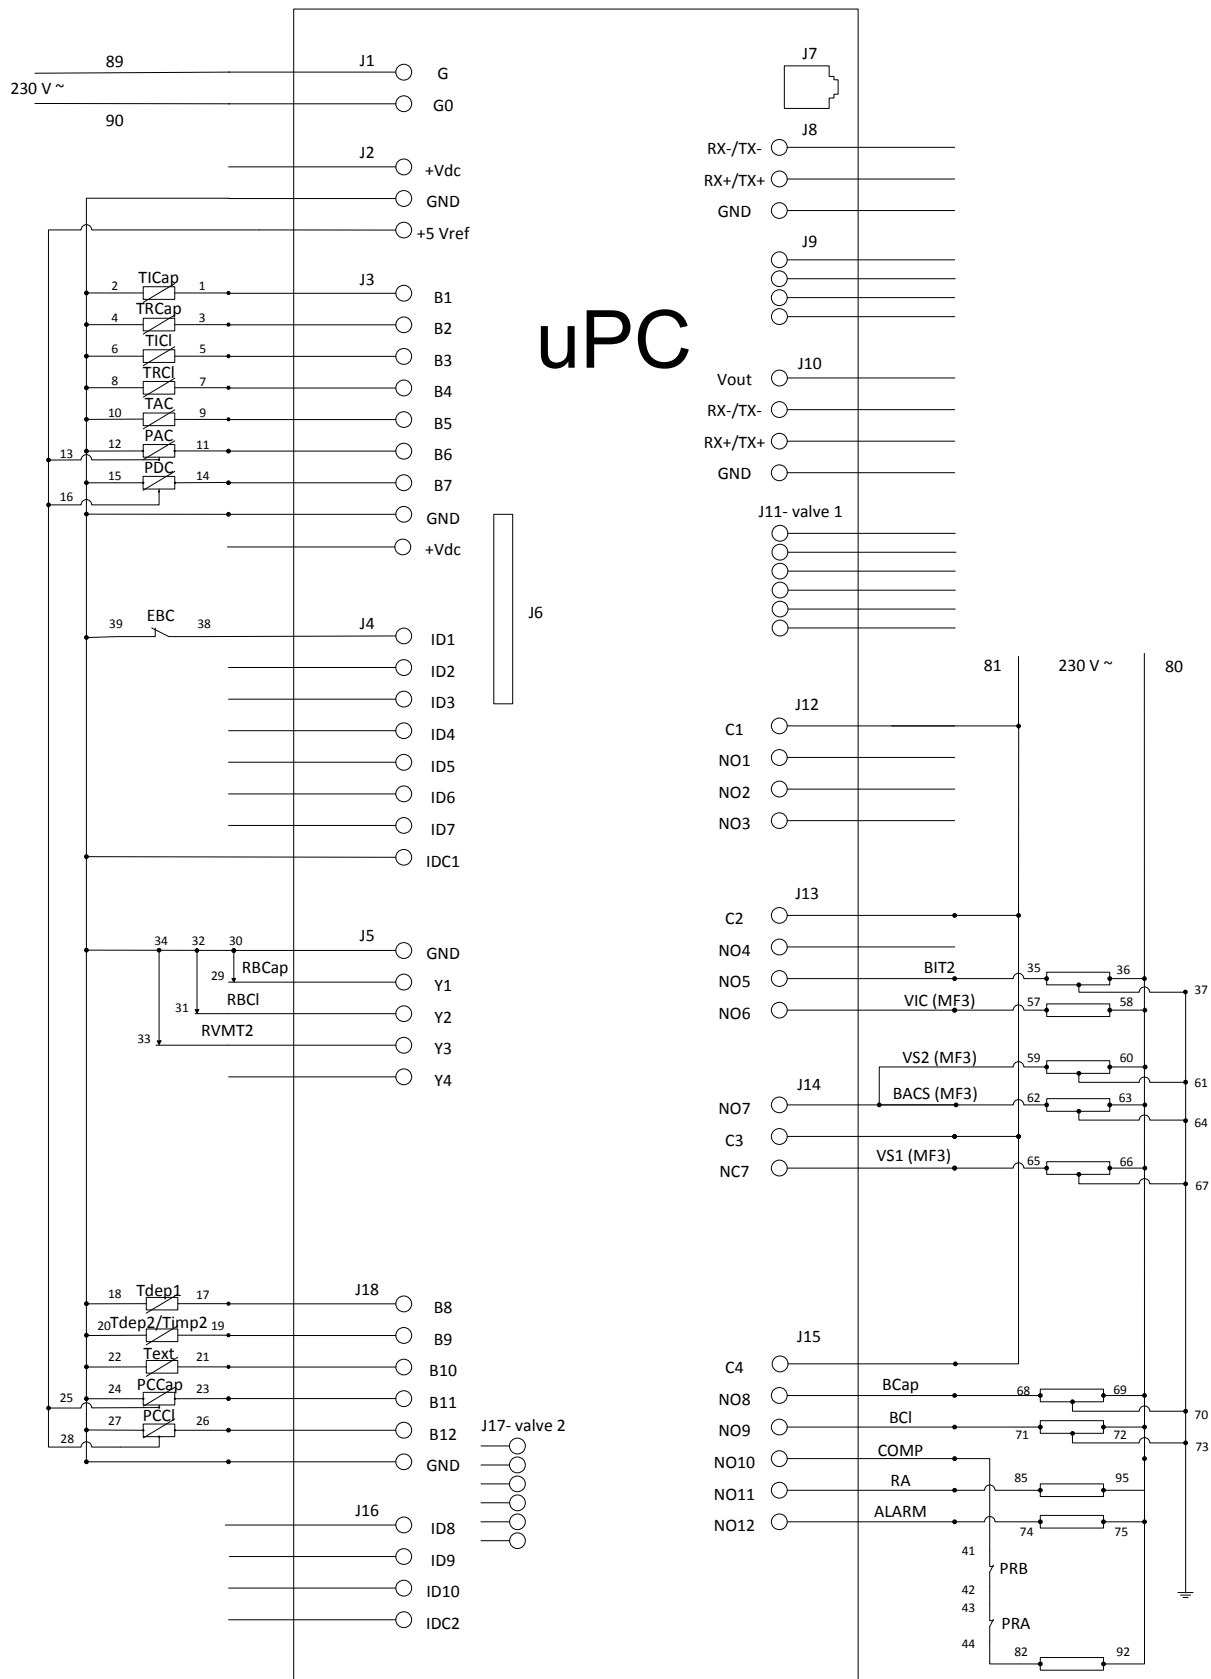 89
J1
G
230 V ~
G0
90
J2
+Vdc
GND
+5 Vref
TICap
2
1
J3
B1
TRCap
4
3
B2
TICl
6
5
B3
TRCl
8
7
B4
TAC
10
9
B5
PAC
12
11
13
B6
PDC
15
14
16
B7
GND
+Vdc
J6
EBC
39
38
J4
ID1
ID2
ID3
ID4
ID5
ID6
ID7
IDC1
34
32
30
J5
GND
RBCap
29
Y1
RBCl
31
Y2
RVMT2
33
Y3
Y4
Tdep1
18
17
J18
B8
20
Tdep2/Timp2
19
B9
Text
22
21
B10
PCCap
24
23
25
B11
PCCl
27
26
28
B12
GND
J17- valve 2
J16
ID8
ID9
ID10
IDC2
uPC
J7
J8
RX-/TX-
RX+/TX+
GND
J9
J10
Vout
RX-/TX-
RX+/TX+
GND
J11- valve 1
81
230 V ~
80
J12
C1
NO1
NO2
NO3
J13
C2
NO4
NO5
BIT2
35
36
37
NO6
VIC (MF3)
57
58
VS2 (MF3)
59
60
61
J14
NO7
BACS (MF3)
62
63
64
C3
NC7
VS1 (MF3)
65
66
67
J15
C4
NO8
BCap
68
69
70
NO9
BCl
71
72
73
NO10
COMP
NO11
RA
85
95
NO12
ALARM
74
75
41
PRB
42
43
PRA
44
82
92